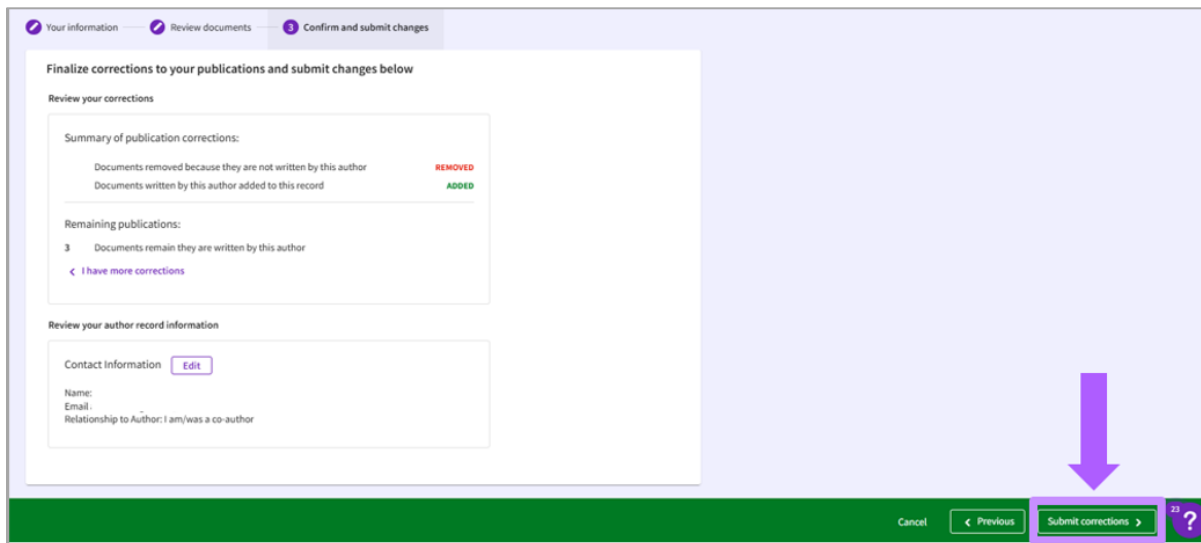 Your information
Review documents
3 Confirm and submit changes
Finalize corrections to your publications and submit changes below
Review your corrections
Summary of publication corrections:
Documents removed because they are not written by this author REMOVED
Documents written by this author added to this record ADDED
Remaining publications:
3 Documents remain they are written by this author
< I have more corrections
Review your author record information
Contact Information Edit
Name:
Email
Relationship to Author: I am/was a co-author
Cancel
< Previous
Submit corrections >
23
?